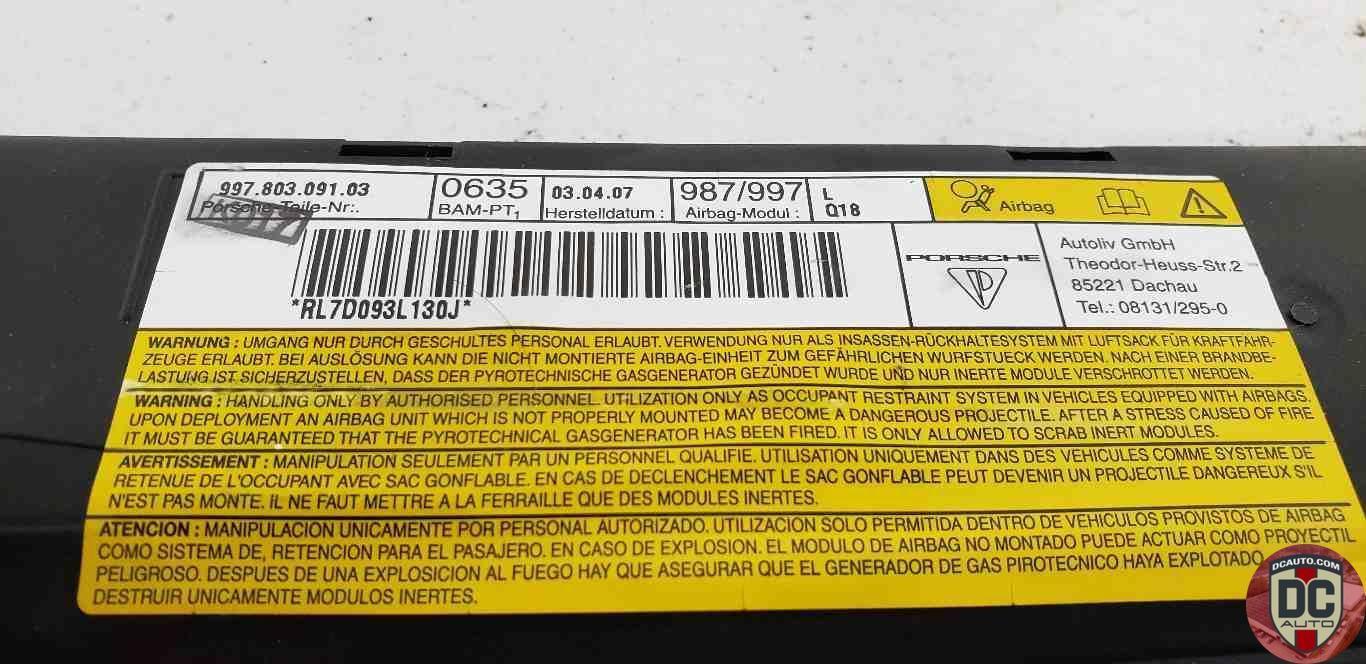 997.803.091.03
Porsche-Teile-Nr:.
0635
BAM-PT1
03.04.07
Herstelldatum :
987/997
Airbag-Modul :
L
Q18
Airbag
*RL7D093L130J*
PORSCHE
Autoliv GmbH
Theodor-Heuss-Str.2
85221 Dachau
Tel.: 08131/295-0
WARNUNG : UMGANG NUR DURCH GESCHULTES PERSONAL ERLAUBT. VERWENDUNG NUR ALS INSASSEN-RÜCKHALTESYSTEM MIT LUFTSACK FÜR KRAFTFAHR-
ZEUGE ERLAUBT. BEI AUSLÖSUNG KANN DIE NICHT MONTIERTE AIRBAG-EINHEIT ZUM GEFÄHRLICHEN WURFSTUECK WERDEN. NACH EINER BRANDBE-
LASTUNG IST SICHERZUSTELLEN, DASS DER PYROTECHNISCHE GASGENERATOR GEZÜNDET WURDE UND NUR INERTE MODULE VERSCHROTTET WERDEN.
WARNING : HANDLING ONLY BY AUTHORISED PERSONNEL. UTILIZATION ONLY AS OCCUPANT RESTRAINT SYSTEM IN VEHICLES EQUIPPED WITH AIRBAGS.
UPON DEPLOYMENT AN AIRBAG UNIT WHICH IS NOT PROPERLY MOUNTED MAY BECOME A DANGEROUS PROJECTILE. AFTER A STRESS CAUSED OF FIRE
IT MUST BE GUARANTEED THAT THE PYROTECHNICAL GASGENERATOR HAS BEEN FIRED. IT IS ONLY ALLOWED TO SCRAB INERT MODULES.
AVERTISSEMENT : MANIPULATION SEULEMENT PAR UN PERSONNEL QUALIFIE. UTILISATION UNIQUEMENT DANS DES VEHICULES COMME SYSTEME DE
RETENUE DE L'OCCUPANT AVEC SAC GONFLABLE. EN CAS DE DECLENCHEMENT LE SAC GONFLABLE PEUT DEVENIR UN PROJECTILE DANGEREUX S'IL
N'EST PAS MONTE. IL NE FAUT METTRE A LA FERRAILLE QUE DES MODULES INERTES.
ATENCION : MANIPULACION UNICAMENTE POR PERSONAL AUTORIZADO. UTILIZACION SOLO PERMITIDA DENTRO DE VEHICULOS PROVISTOS DE AIRBAG
COMO SISTEMA DE, RETENCION PARA EL PASAJERO. EN CASO DE EXPLOSION. EL MODULO DE AIRBAG NO MONTADO PUEDE ACTUAR COMO PROYECTIL
PELIGROSO. DESPUES DE UNA EXPLOSICION AL FUEGO HAY QUE ASEGURAR QUE EL GENERADOR DE GAS PIROTECNICO HAYA EXPLOTADO
DESTRUIR UNICAMENTE MODULOS INERTES.
DCAUTO.COM
DC
AUTO